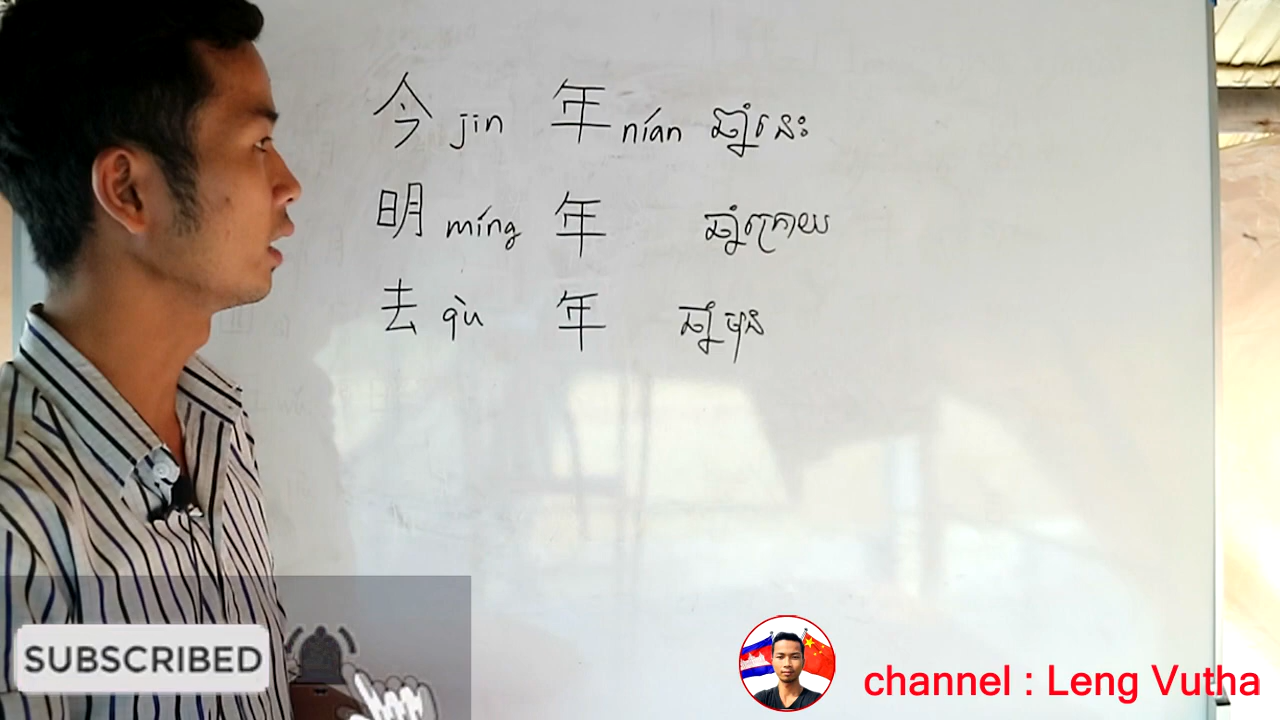 今 jin 年 nián ឆ្នាំនេះ
明 míng 年 ឆ្នាំក្រោយ
去 qù 年 ឆ្នាំមុន
SUBSCRIBED
channel : Leng Vutha